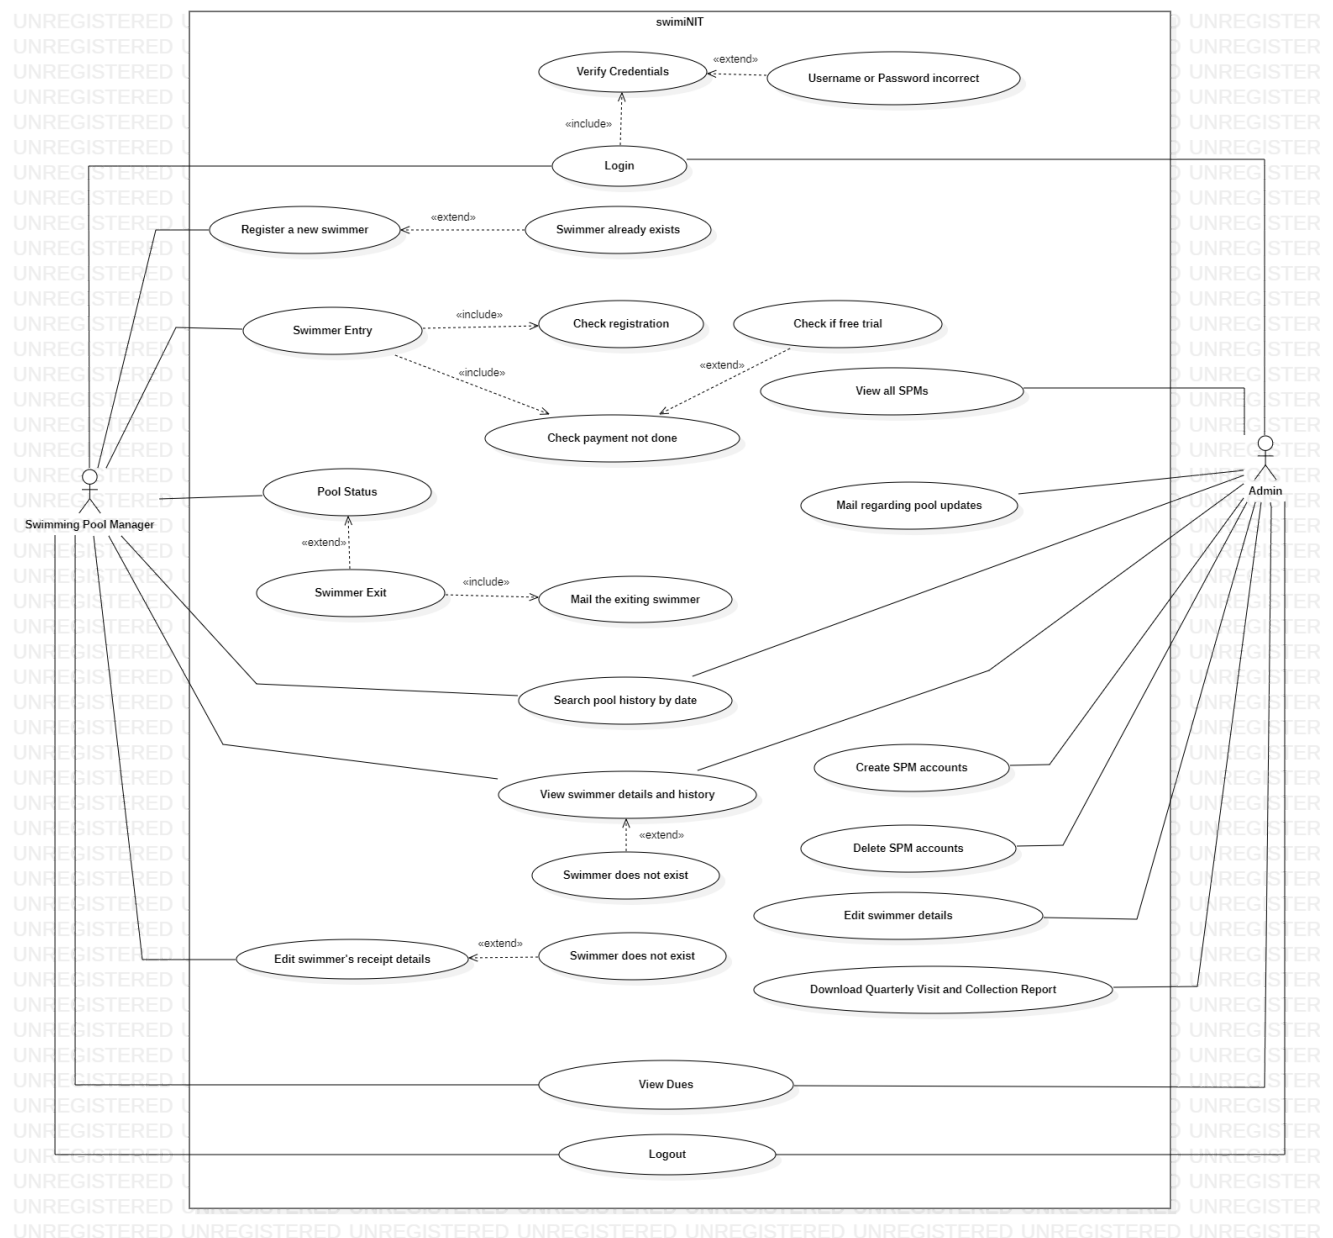 swimiNIT
Verify Credentials
«extend»
Username or Password incorrect
«include»
Login
Register a new swimmer
«extend»
Swimmer already exists
Swimmer Entry
«include»
Check registration
Check if free trial
«include»
«extend»
View all SPMs
Check payment not done
Pool Status
Mail regarding pool updates
Admin
Swimming Pool Manager
«extend»
Swimmer Exit
«include»
Mail the exiting swimmer
Search pool history by date
Create SPM accounts
View swimmer details and history
«extend»
Delete SPM accounts
Swimmer does not exist
Edit swimmer details
Edit swimmer's receipt details
«extend»
Swimmer does not exist
Download Quarterly Visit and Collection Report
View Dues
Logout
UNREGISTERED UNREGISTERED UNREGISTERED UNREGISTERED UNREGISTERED UNREGISTERED UNREGISTERED UNREGISTER